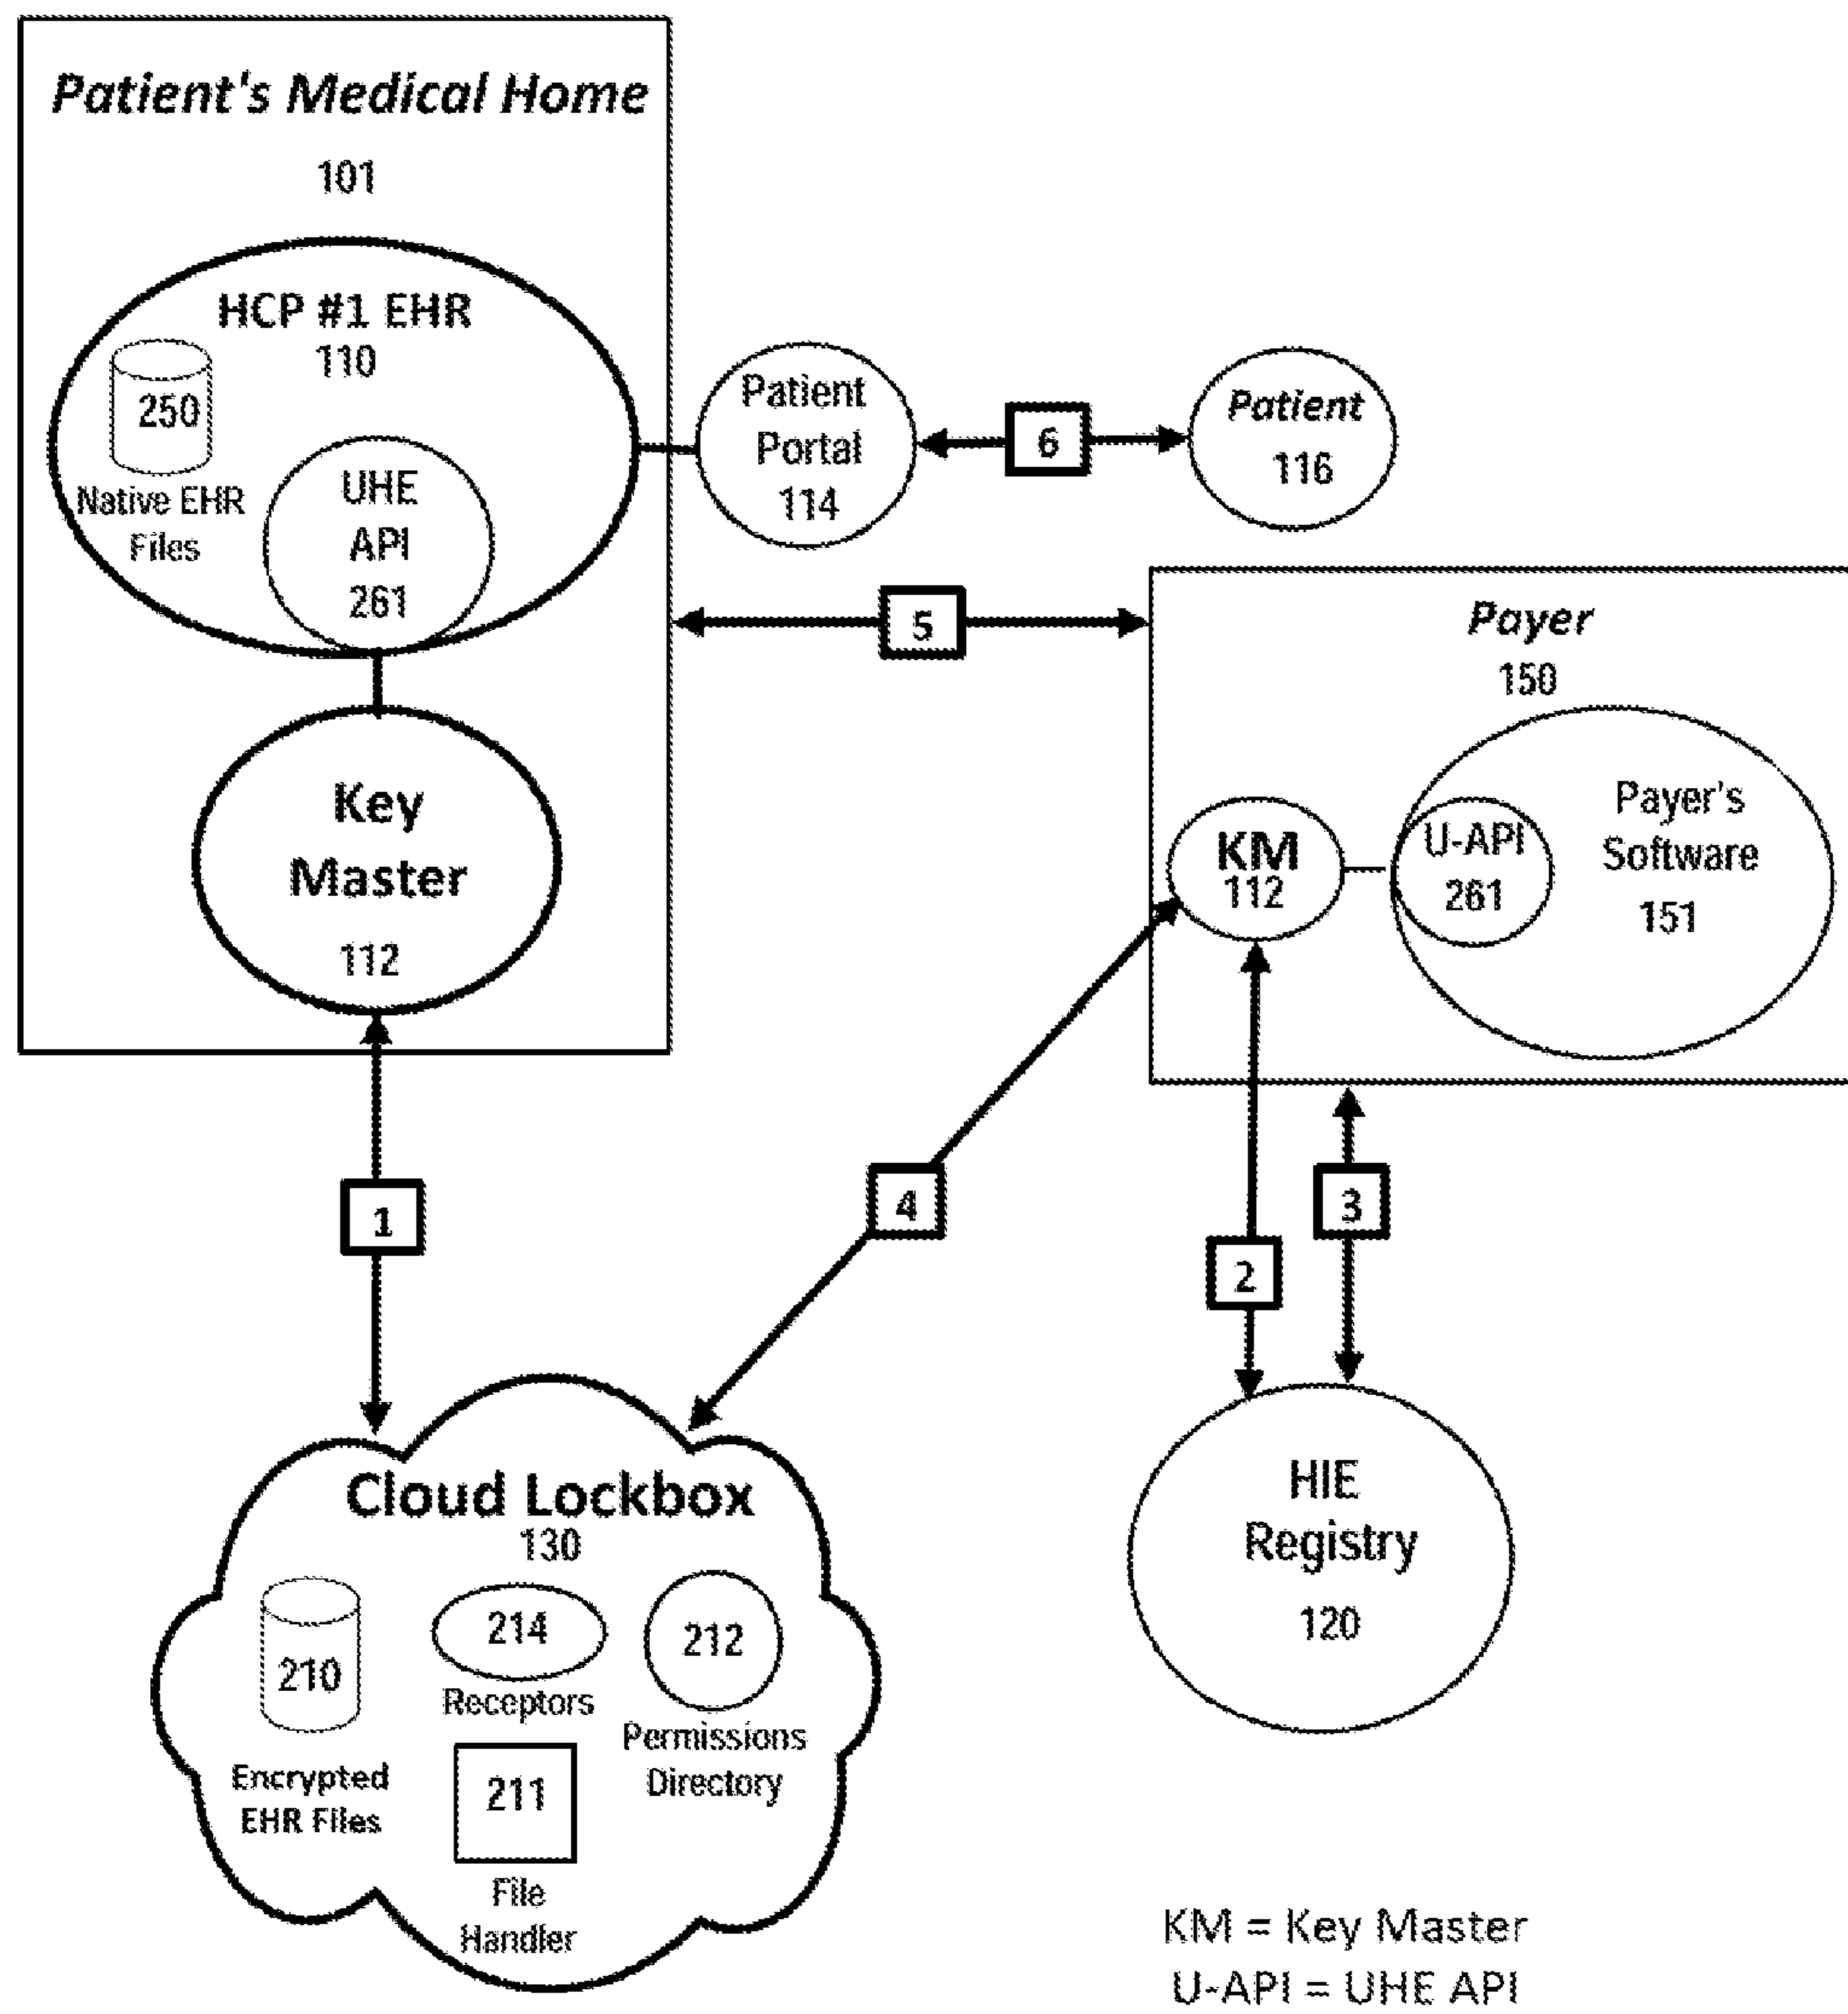 Patient's Medical Home
101
HCP #1 EHR
110
250
Native EHR
Files
UHE
API
261
Key
Master
112
Patient
Portal
114
6
Patient
116
5
Payer
150
KM
112
U-API
261
Payer's
Software
151
1
4
2
3
Cloud Lockbox
130
210
Encrypted
EHR Files
214
Receptors
212
Permissions
Directory
211
File
Handler
HIE
Registry
120
KM = Key Master
U-API = UHE API